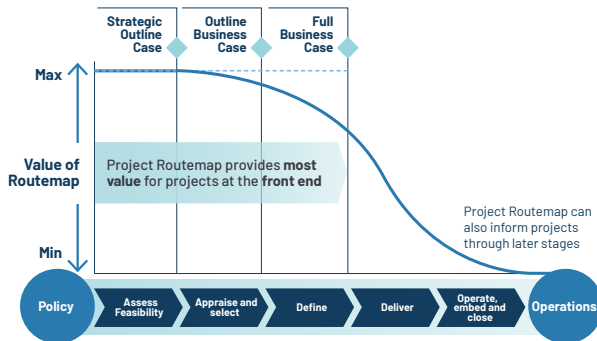 Strategic
Outline
Case
Outline
Business
Case
Full
Business
Case
Max
Value of
Routemap
Min
Project Routemap provides most
value for projects at the front end
Project Routemap can
also inform projects
through later stages
Policy
Assess
Feasibility
Appraise and
select
Define
Deliver
Operate,
embed and
close
Operations